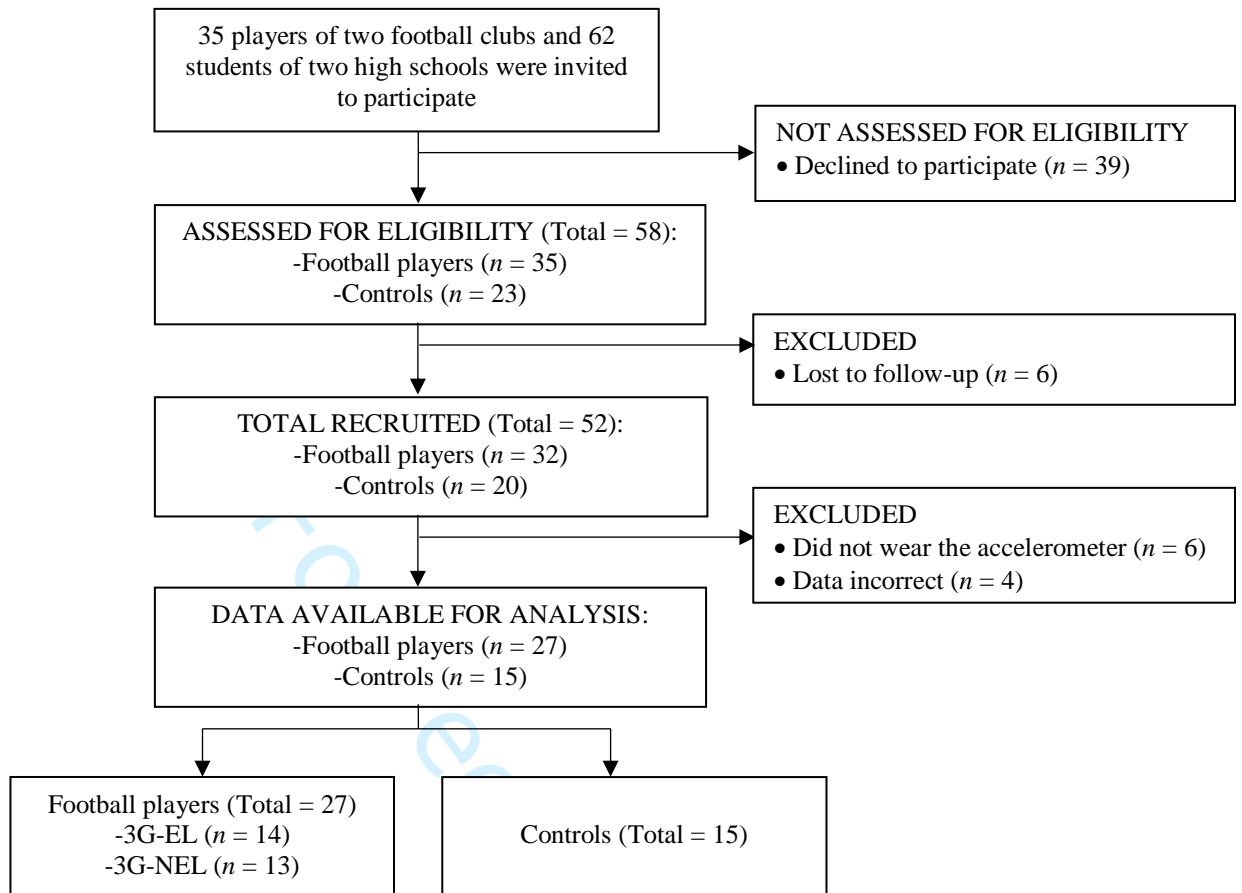 35 players of two football clubs and 62
students of two high schools were invited
to participate
NOT ASSESSED FOR ELIGIBILITY
• Declined to participate (n = 39)
ASSESSED FOR ELIGIBILITY (Total = 58):
-Football players (n = 35)
-Controls (n = 23)
EXCLUDED
• Lost to follow-up (n = 6)
TOTAL RECRUITED (Total = 52):
-Football players (n = 32)
-Controls (n = 20)
EXCLUDED
• Did not wear the accelerometer (n = 6)
• Data incorrect (n = 4)
DATA AVAILABLE FOR ANALYSIS:
-Football players (n = 27)
-Controls (n = 15)
Football players (Total = 27)
-3G-EL (n = 14)
-3G-NEL (n = 13)
Controls (Total = 15)